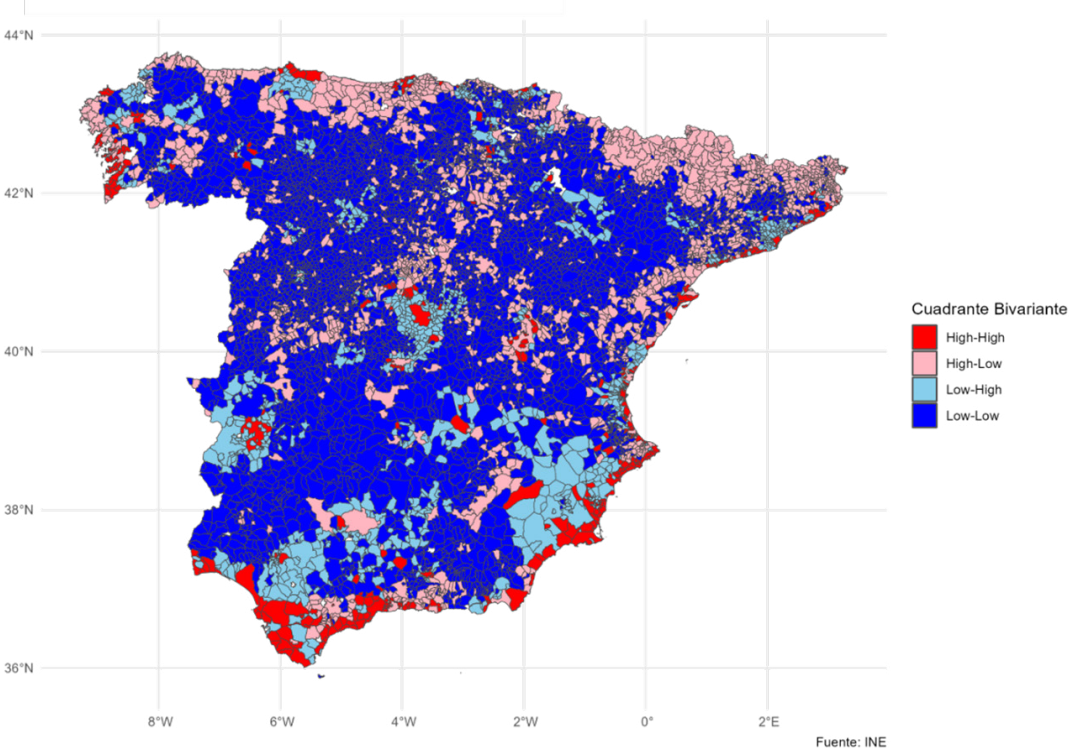 44°N
42°N
40°N
38°N
36°N
8°W
6°W
4°W
2°W
0°
2°E
Cuadrante Bivariante
High-High
High-Low
Low-High
Low-Low
Fuente: INE